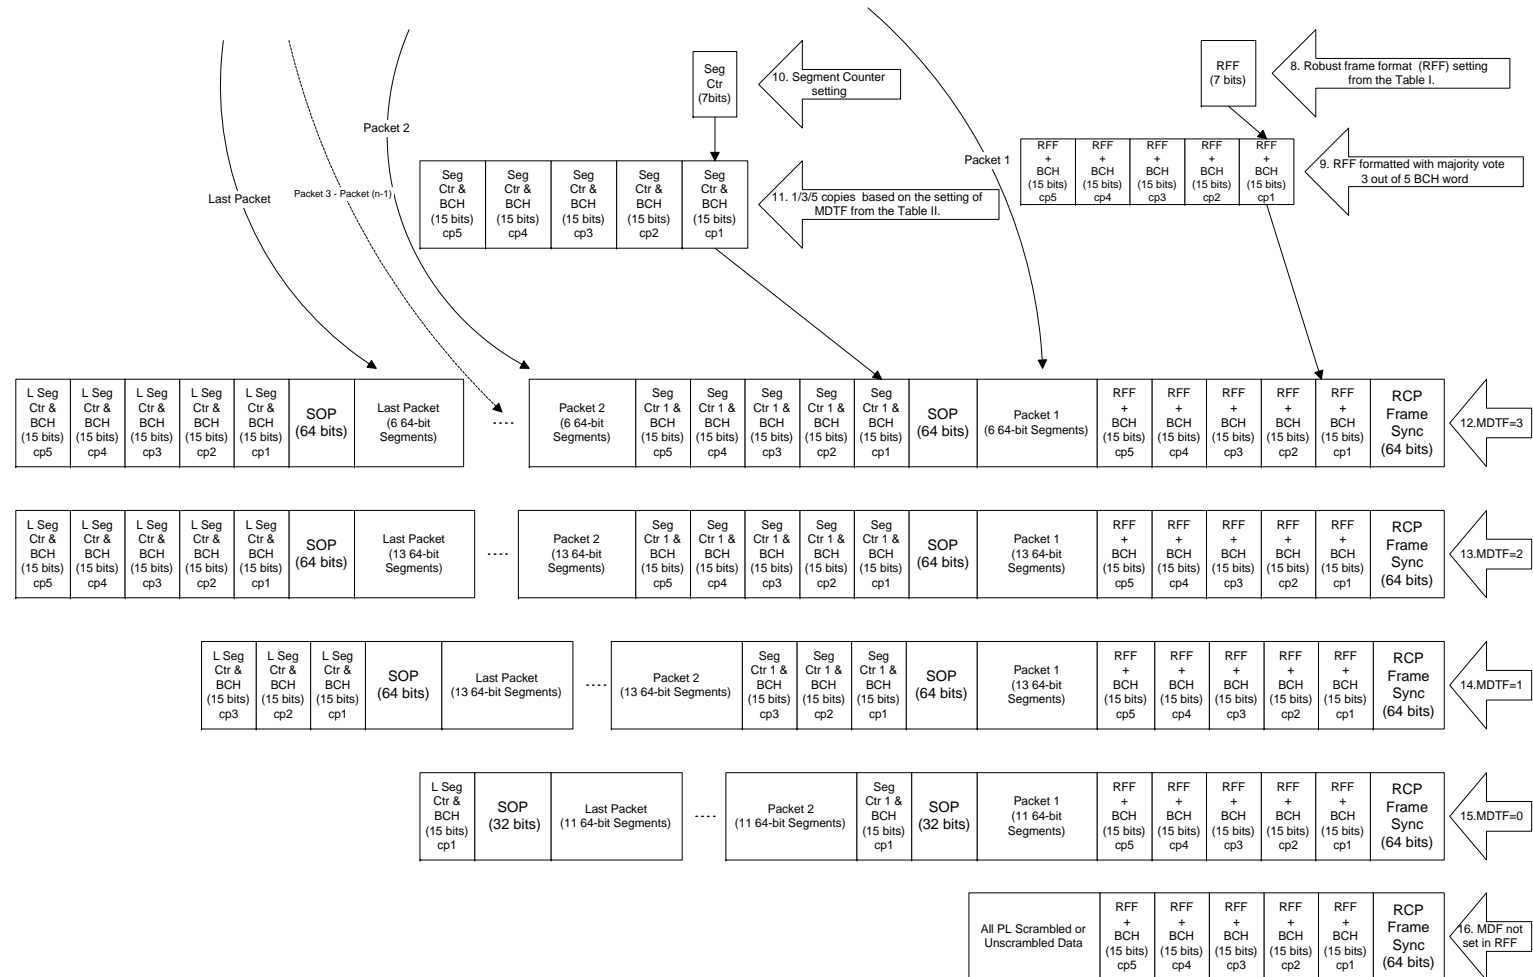 Seg
Ctr
(7bits)
10. Segment Counter
setting
RFF
(7 bits)
8. Robust frame format (RFF) setting
from the Table I.
Packet 2
Packet 1
Last Packet
Packet 3 - Packet (n-1)
Seg
Ctr &
BCH
(15 bits)
cp5
Seg
Ctr &
BCH
(15 bits)
cp4
Seg
Ctr &
BCH
(15 bits)
cp3
Seg
Ctr &
BCH
(15 bits)
cp2
Seg
Ctr &
BCH
(15 bits)
cp1
11. 1/3/5 copies based on the setting of
MDTF from the Table II.
RFF
+
BCH
(15 bits)
cp5
RFF
+
BCH
(15 bits)
cp4
RFF
+
BCH
(15 bits)
cp3
RFF
+
BCH
(15 bits)
cp2
RFF
+
BCH
(15 bits)
cp1
9. RFF formatted with majority vote
3 out of 5 BCH word
L Seg
Ctr &
BCH
(15 bits)
cp5
L Seg
Ctr &
BCH
(15 bits)
cp4
L Seg
Ctr &
BCH
(15 bits)
cp3
L Seg
Ctr &
BCH
(15 bits)
cp2
L Seg
Ctr &
BCH
(15 bits)
cp1
SOP
(64 bits)
Last Packet
(6 64-bit
Segments)
----
Packet 2
(6 64-bit
Segments)
Seg
Ctr 1 &
BCH
(15 bits)
cp5
Seg
Ctr 1 &
BCH
(15 bits)
cp4
Seg
Ctr 1 &
BCH
(15 bits)
cp3
Seg
Ctr 1 &
BCH
(15 bits)
cp2
Seg
Ctr 1 &
BCH
(15 bits)
cp1
SOP
(64 bits)
Packet 1
(6 64-bit Segments)
RFF
+
BCH
(15 bits)
cp5
RFF
+
BCH
(15 bits)
cp4
RFF
+
BCH
(15 bits)
cp3
RFF
+
BCH
(15 bits)
cp2
RFF
+
BCH
(15 bits)
cp1
RCP
Frame
Sync
(64 bits)
12.MDTF=3
L Seg
Ctr &
BCH
(15 bits)
cp5
L Seg
Ctr &
BCH
(15 bits)
cp4
L Seg
Ctr &
BCH
(15 bits)
cp3
L Seg
Ctr &
BCH
(15 bits)
cp2
L Seg
Ctr &
BCH
(15 bits)
cp1
SOP
(64 bits)
Last Packet
(13 64-bit
Segments)
----
Packet 2
(13 64-bit
Segments)
Seg
Ctr 1 &
BCH
(15 bits)
cp5
Seg
Ctr 1 &
BCH
(15 bits)
cp4
Seg
Ctr 1 &
BCH
(15 bits)
cp3
Seg
Ctr 1 &
BCH
(15 bits)
cp2
Seg
Ctr 1 &
BCH
(15 bits)
cp1
SOP
(64 bits)
Packet 1
(13 64-bit
Segments)
RFF
+
BCH
(15 bits)
cp5
RFF
+
BCH
(15 bits)
cp4
RFF
+
BCH
(15 bits)
cp3
RFF
+
BCH
(15 bits)
cp2
RFF
+
BCH
(15 bits)
cp1
RCP
Frame
Sync
(64 bits)
13.MDTF=2
L Seg
Ctr &
BCH
(15 bits)
cp3
L Seg
Ctr &
BCH
(15 bits)
cp2
L Seg
Ctr &
BCH
(15 bits)
cp1
SOP
(64 bits)
Last Packet
(13 64-bit Segments)
----
Packet 2
(13 64-bit Segments)
Seg
Ctr 1 &
BCH
(15 bits)
cp3
Seg
Ctr 1 &
BCH
(15 bits)
cp2
Seg
Ctr 1 &
BCH
(15 bits)
cp1
SOP
(64 bits)
Packet 1
(13 64-bit
Segments)
RFF
+
BCH
(15 bits)
cp5
RFF
+
BCH
(15 bits)
cp4
RFF
+
BCH
(15 bits)
cp3
RFF
+
BCH
(15 bits)
cp2
RFF
+
BCH
(15 bits)
cp1
RCP
Frame
Sync
(64 bits)
14.MDTF=1
L Seg
Ctr &
BCH
(15 bits)
cp1
SOP
(32 bits)
Last Packet
(11 64-bit Segments)
----
Packet 2
(11 64-bit Segments)
Seg
Ctr 1 &
BCH
(15 bits)
cp1
SOP
(32 bits)
Packet 1
(11 64-bit
Segments)
RFF
+
BCH
(15 bits)
cp5
RFF
+
BCH
(15 bits)
cp4
RFF
+
BCH
(15 bits)
cp3
RFF
+
BCH
(15 bits)
cp2
RFF
+
BCH
(15 bits)
cp1
RCP
Frame
Sync
(64 bits)
15.MDTF=0
All PL Scrambled or
Unscrambled Data
RFF
+
BCH
(15 bits)
cp5
RFF
+
BCH
(15 bits)
cp4
RFF
+
BCH
(15 bits)
cp3
RFF
+
BCH
(15 bits)
cp2
RFF
+
BCH
(15 bits)
cp1
RCP
Frame
Sync
(64 bits)
16. MDF not
set in RFF